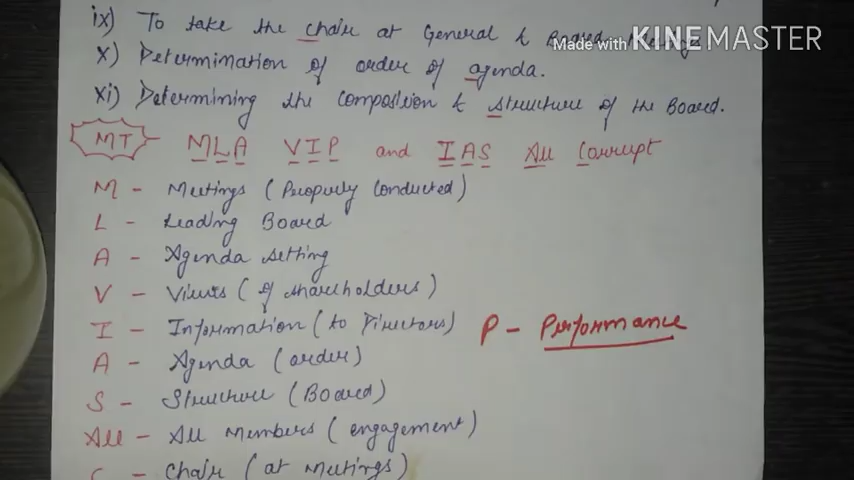 ix) To take the chair at General & Board Meetings
Made with KINEMASTER
x) Determination of order of agenda.
xi) Determining the composition & structure of the Board.
MT - MLA VIP and IAS All Corrupt
M - Meetings (Properly Conducted)
L - Leading Board
A - Agenda setting
V - Views (of shareholders)
I - Information (to Directors) P - Performance
A - Agenda (order)
S - Structure (Board)
All - All Members (engagement)
C - Chair (at Meetings)